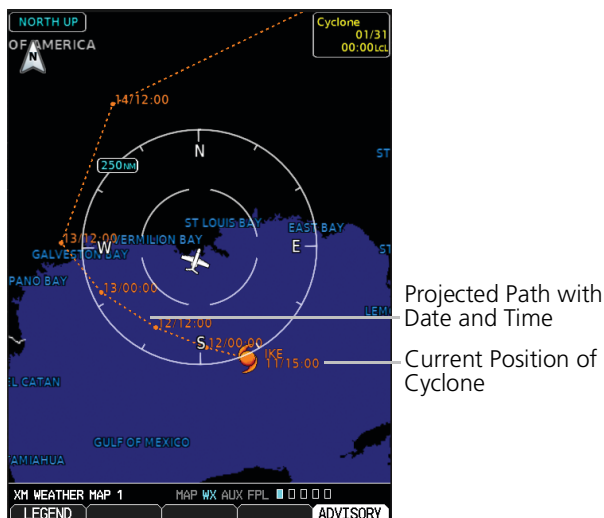 NORTH UP
Cyclone
01/31
00:00LCL
OF AMERICA
N
14/12:00
N
250NM
ST
ST LOUIS BAY
EAST BAY
13/12:00
VERMILION BAY
W
E
GALVESTON BAY
ST
PANO BAY
13/00:00
LEM
12/12:00
S
12/00:00
IKE
11/15:00
EL CATAN
GULF OF MEXICO
TAMIAHUA
XM WEATHER MAP 1
MAP WX AUX FPL
LEGEND
ADVISORY
Projected Path with
Date and Time
Current Position of
Cyclone